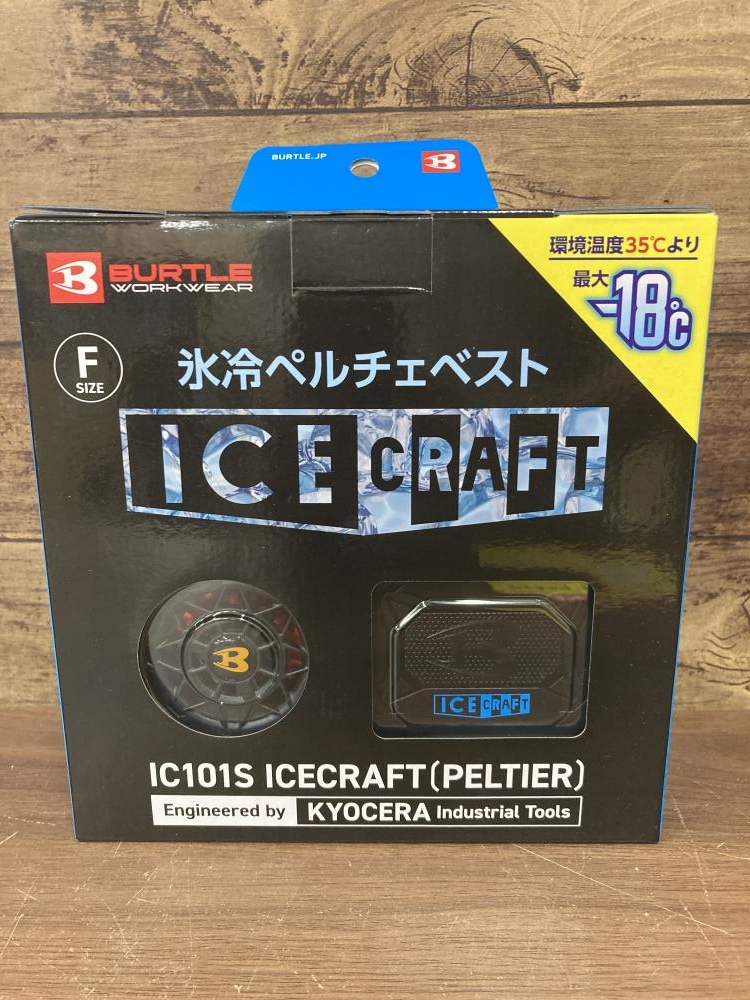 BURTLE.JP
B
B BURTLE
WORKWEAR
環境温度35℃より
最大
-18℃
F
SIZE
氷冷ペルチェベスト
ICE CRAFT
B
ICE CRAFT
IC101S ICECRAFT(PELTIER)
Engineered by KYOCERA Industrial Tools